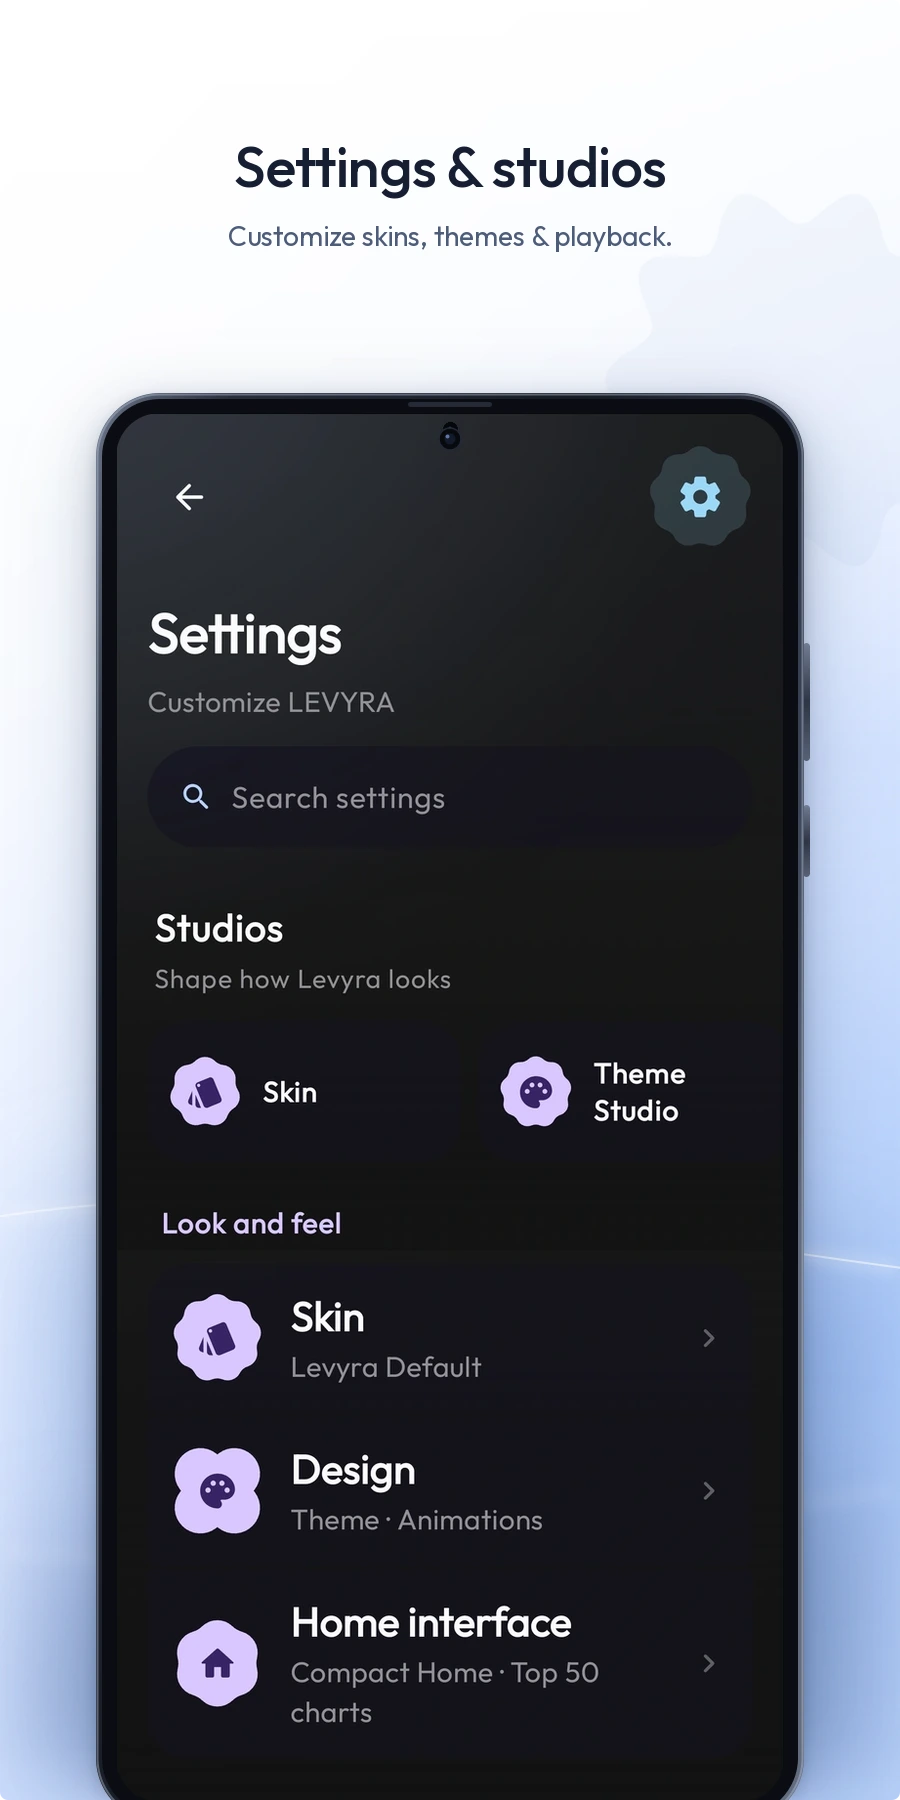 Settings & studios
Customize skins, themes & playback.
Settings
Customize LEVYRA
Search settings
Studios
Shape how Levyra looks
Skin
Theme
Studio
Look and feel
Skin
Levyra Default
Design
Theme · Animations
Home interface
Compact Home · Top 50
charts